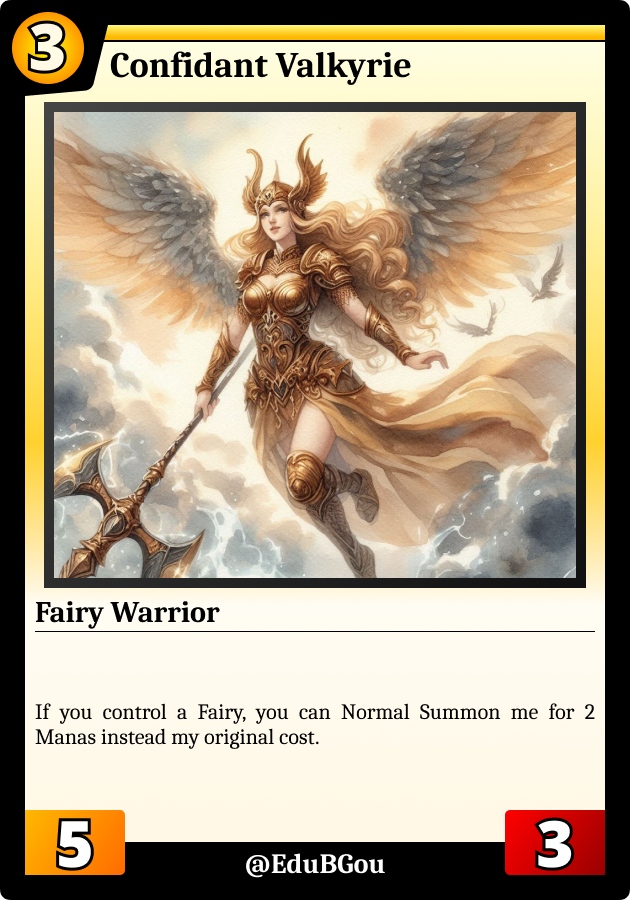 3
Confidant Valkyrie
Fairy Warrior
If you control a Fairy, you can Normal Summon me for 2
Manas instead my original cost.
5
@EduBGou
3